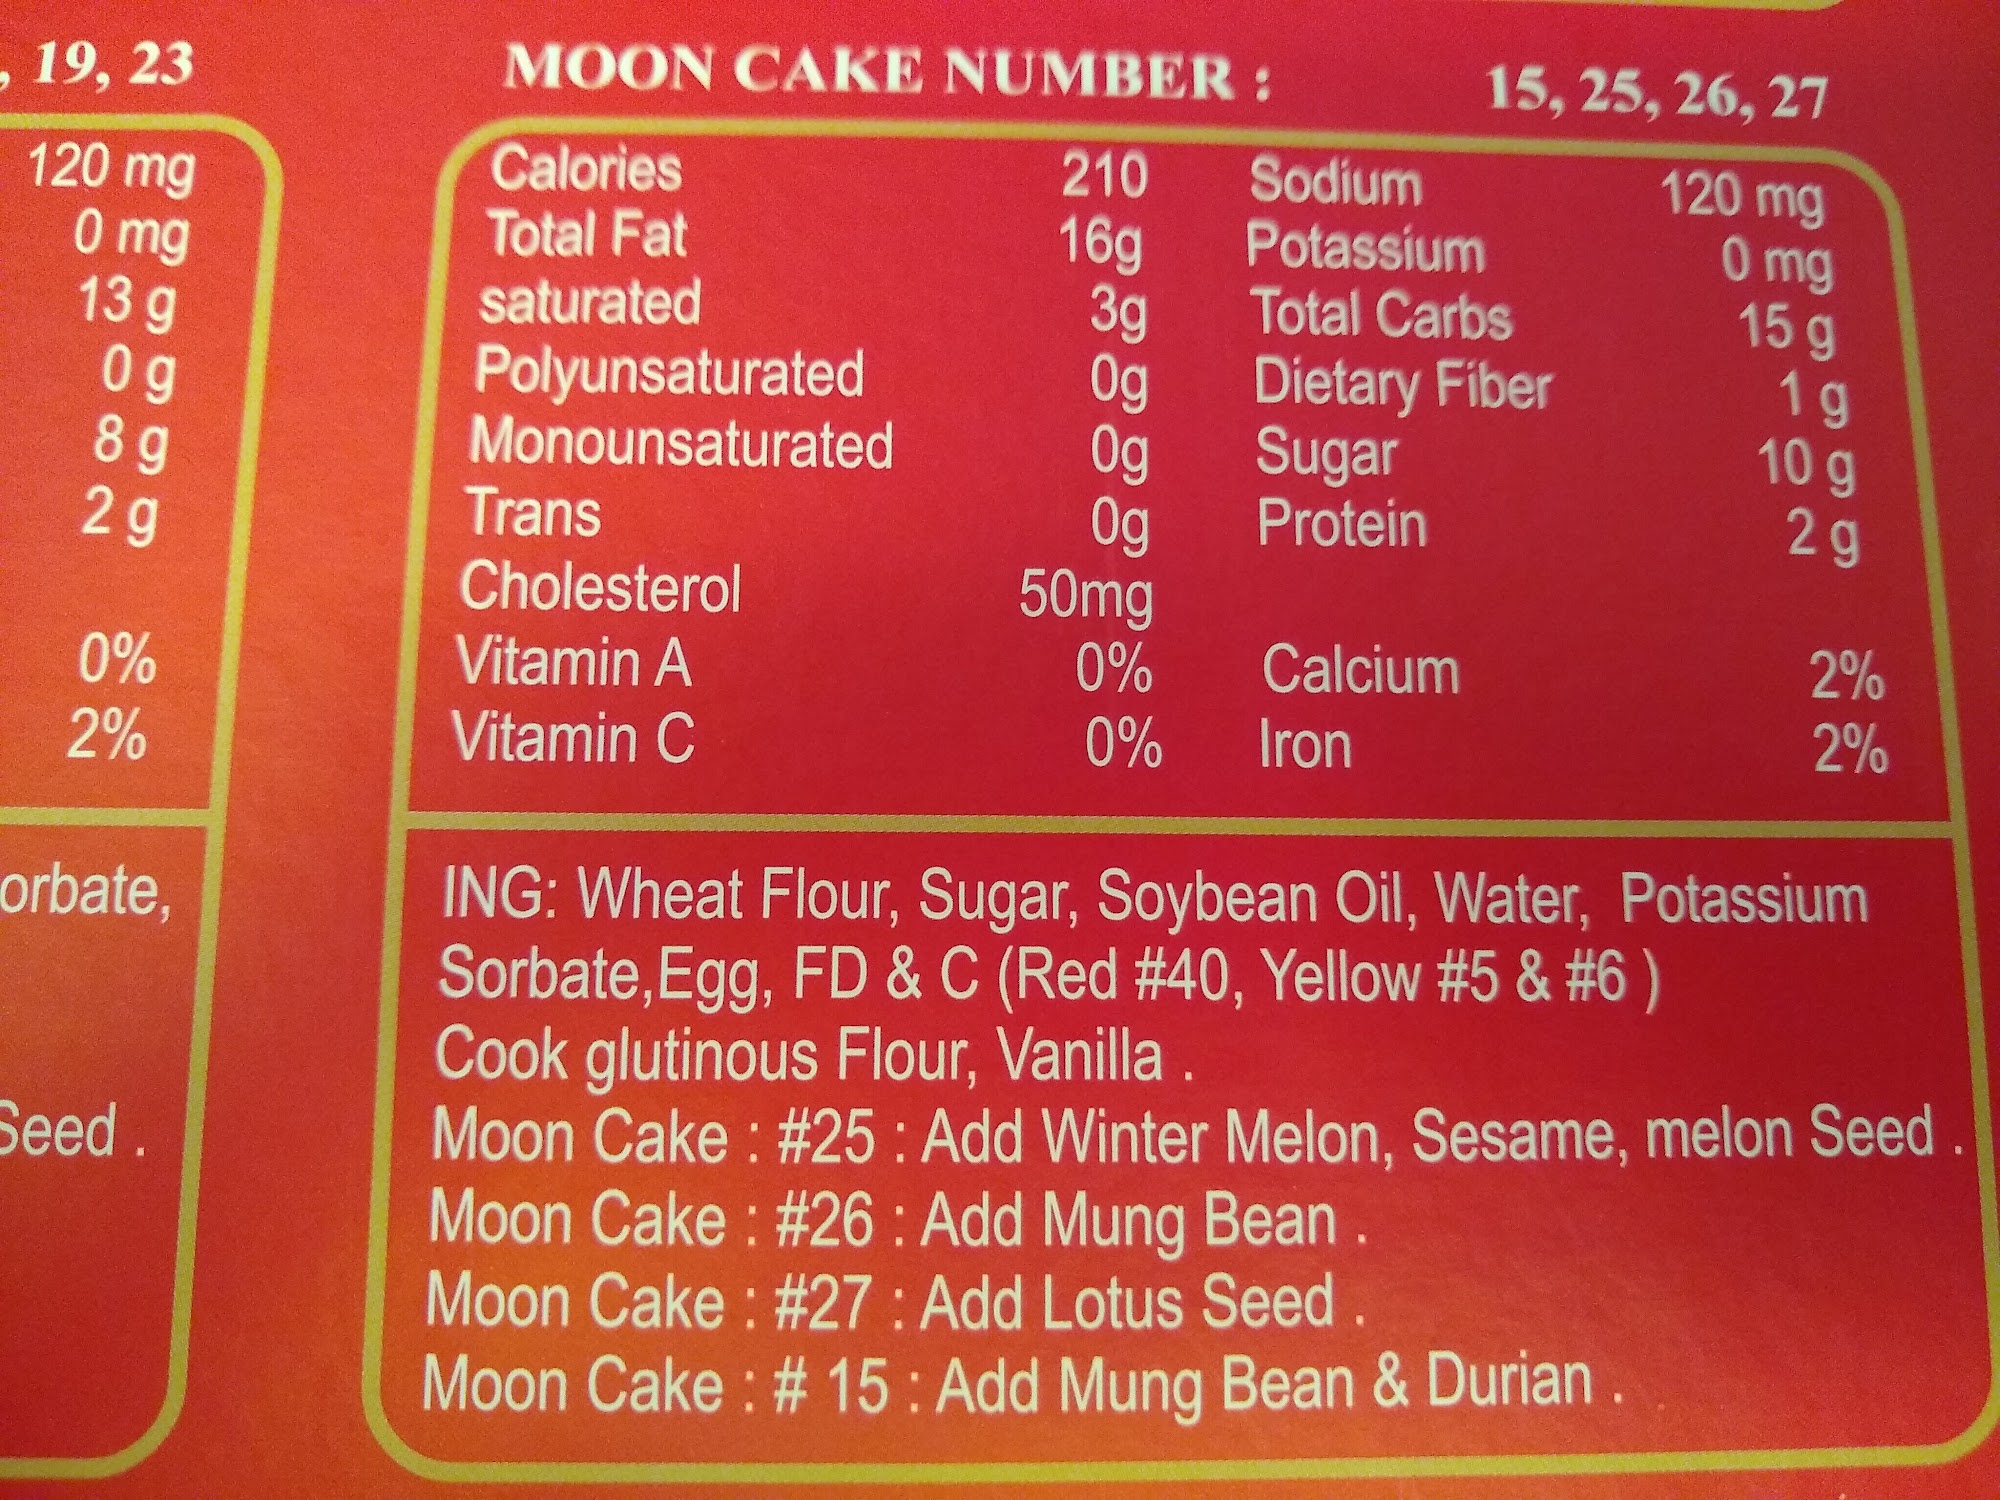 , 19, 23
120 mg
0 mg
13 g
0 g
8 g
2 g
0%
2%
orbate,
Seed .
MOON CAKE NUMBER : 15, 25, 26, 27
Calories 210 Sodium 120 mg
Total Fat 16g Potassium 0 mg
saturated 3g Total Carbs 15 g
Polyunsaturated 0g Dietary Fiber 1 g
Monounsaturated 0g Sugar 10 g
Trans 0g Protein 2 g
Cholesterol 50mg
Vitamin A 0% Calcium 2%
Vitamin C 0% Iron 2%
ING: Wheat Flour, Sugar, Soybean Oil, Water, Potassium
Sorbate,Egg, FD & C (Red #40, Yellow #5 & #6 )
Cook glutinous Flour, Vanilla .
Moon Cake : #25 : Add Winter Melon, Sesame, melon Seed .
Moon Cake : #26 : Add Mung Bean .
Moon Cake : #27 : Add Lotus Seed .
Moon Cake : # 15 : Add Mung Bean & Durian .